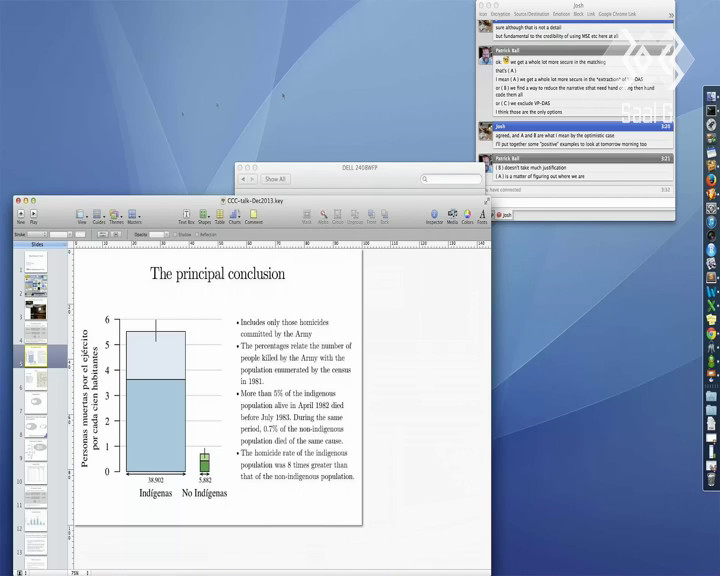 josh
Icon Decryption Source/Destination Emoticon Block Link Google Chrome Link
sure although that is not a detail
but fundamental to the credibility of using MSE etc here at all
Patrick Ball
ok. we get a whole lot more secure in the matching
that's (A)
I mean (A) we get a whole lot more secure in the *extraction* of
or (B) we find a way to reduce the narratives that need hand then hand
code them all
or (C) we exclude VP-DAS
I think those are the only options
Saal G
Josh 3:20
agreed, and A and B are what I mean by the optimistic case
I'll put together some "positive" examples to look at tomorrow morning too
Patrick Ball 3:21
(B) doesn't take much justification
(A) is a matter of figuring out where we are
have connected
josh
DELL 2408WFP
Show All
CCC-talk-Dec2013.key
New Play View Guides Themes Masters Text Box Shapes Table Charts Comment Mask Alpha Group Ungroup Front Back Inspector Media Colors Fonts
Slides
The principal conclusion
Personas muertas por el ejército
por cada cien habitantes
6
5
4
3
2
1
0
38,902 5,882
Indígenas No Indígenas
• Includes only those homicides
committed by the Army
• The percentages relate the number of
people killed by the Army with the
population enumerated by the census
in 1981.
• More than 5% of the indigenous
population alive in April 1982 died
before July 1983. During the same
period, 0.7% of the non-indigenous
population died of the same cause.
• The homicide rate of the indigenous
population was 8 times greater than
that of the non-indigenous population.
75%